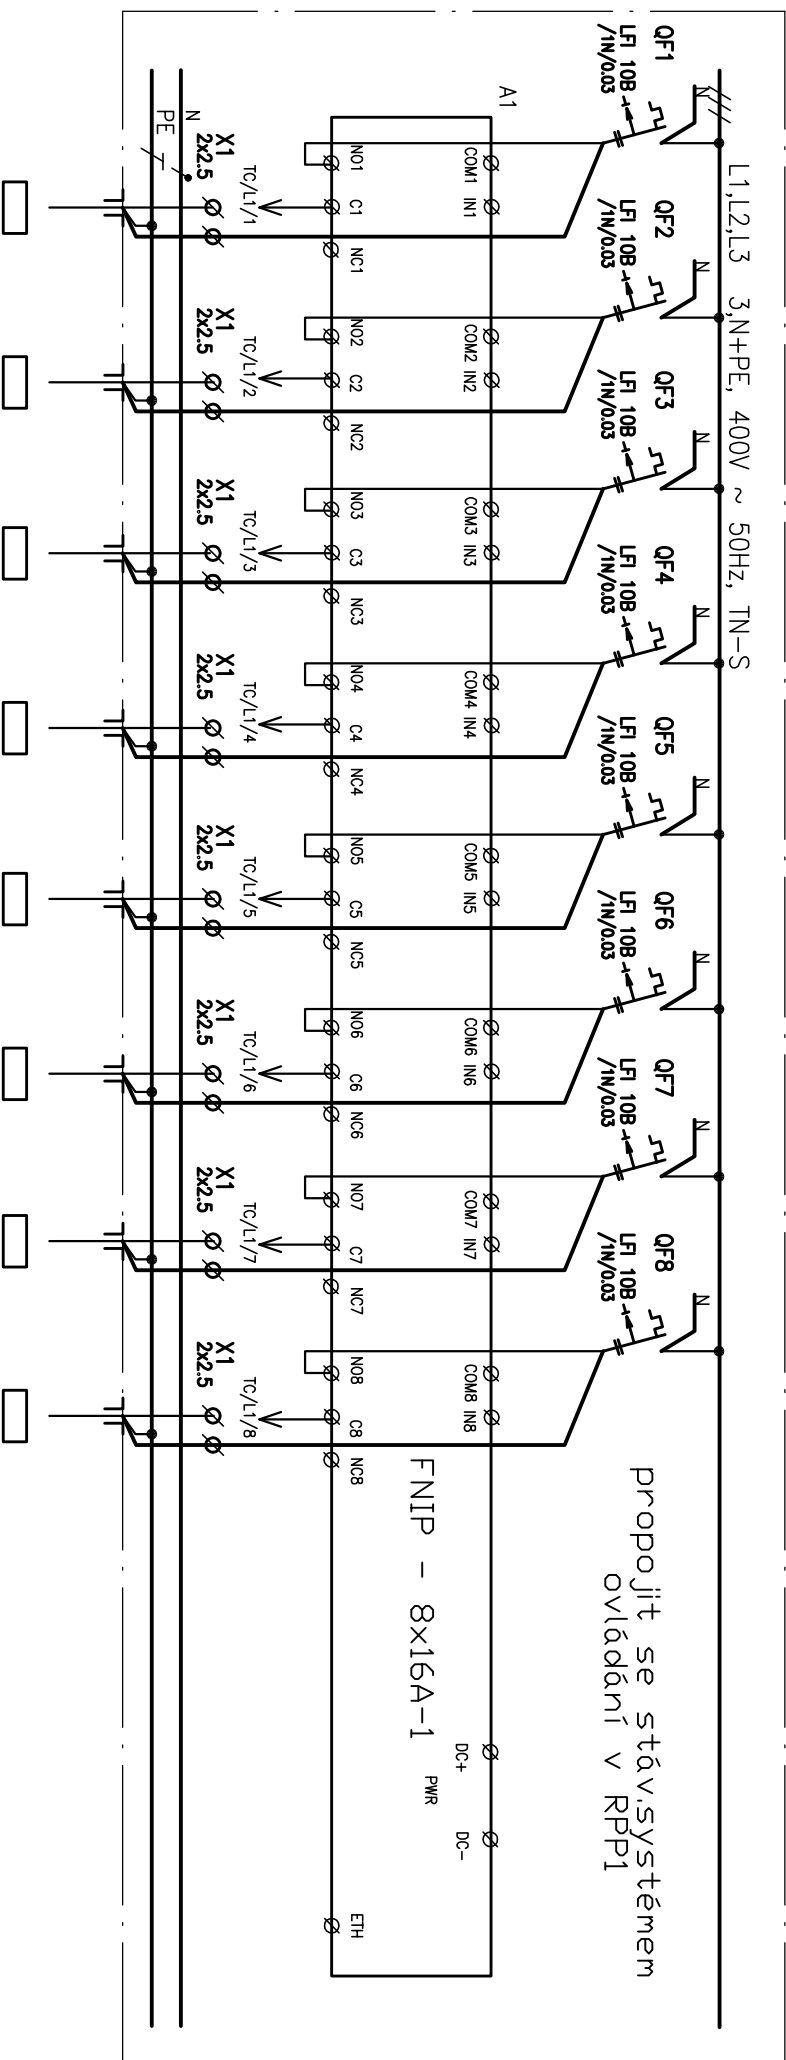 L1,L2,L3 3,N+PE, 400V ~ 50Hz, TN-S
QF1
LFI 10B
/1N/0.03
N
QF2
LFI 10B
/1N/0.03
N
QF3
LFI 10B
/1N/0.03
N
QF4
LFI 10B
/1N/0.03
N
QF5
LFI 10B
/1N/0.03
N
QF6
LFI 10B
/1N/0.03
N
QF7
LFI 10B
/1N/0.03
N
QF8
LFI 10B
/1N/0.03
N
propojit se stáv.systémem
ovládání v RPP1
A1
COM1 IN1
COM2 IN2
COM3 IN3
COM4 IN4
COM5 IN5
COM6 IN6
COM7 IN7
COM8 IN8
DC+
PWR
DC-
FNIP - 8x16A-1
NO1 C1 NC1
NO2 C2 NC2
NO3 C3 NC3
NO4 C4 NC4
NO5 C5 NC5
NO6 C6 NC6
NO7 C7 NC7
NO8 C8 NC8
ETH
TC/L1/1
TC/L1/2
TC/L1/3
TC/L1/4
TC/L1/5
TC/L1/6
TC/L1/7
TC/L1/8
X1
2x2.5
X1
2x2.5
X1
2x2.5
X1
2x2.5
X1
2x2.5
X1
2x2.5
X1
2x2.5
X1
2x2.5
N
PE